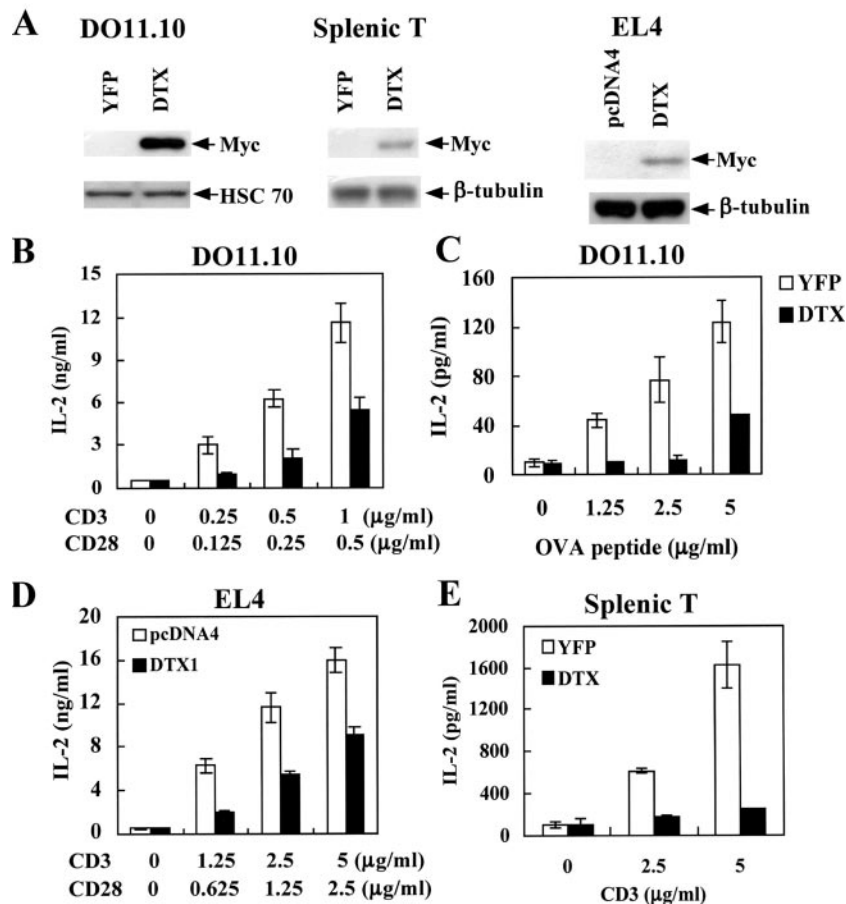 A
DO11.10
Splenic T
EL4
YFP
DTX
YFP
DTX
pcDNA4
DTX
Myc
Myc
Myc
HSC 70
β-tubulin
β-tubulin
B
DO11.10
15
12
9
6
3
0
IL-2 (ng/ml)
CD3 0 0.25 0.5 1 (μg/ml)
CD28 0 0.125 0.25 0.5 (μg/ml)
C
DO11.10
YFP
DTX
160
120
80
40
0
IL-2 (pg/ml)
0 1.25 2.5 5
OVA peptide (μg/ml)
D
EL4
pcDNA4
DTX1
20
16
12
8
4
0
IL-2 (ng/ml)
CD3 0 1.25 2.5 5 (μg/ml)
CD28 0 0.625 1.25 2.5 (μg/ml)
E
Splenic T
YFP
DTX
2000
1600
1200
800
400
0
IL-2 (pg/ml)
0 2.5 5
CD3 (μg/ml)